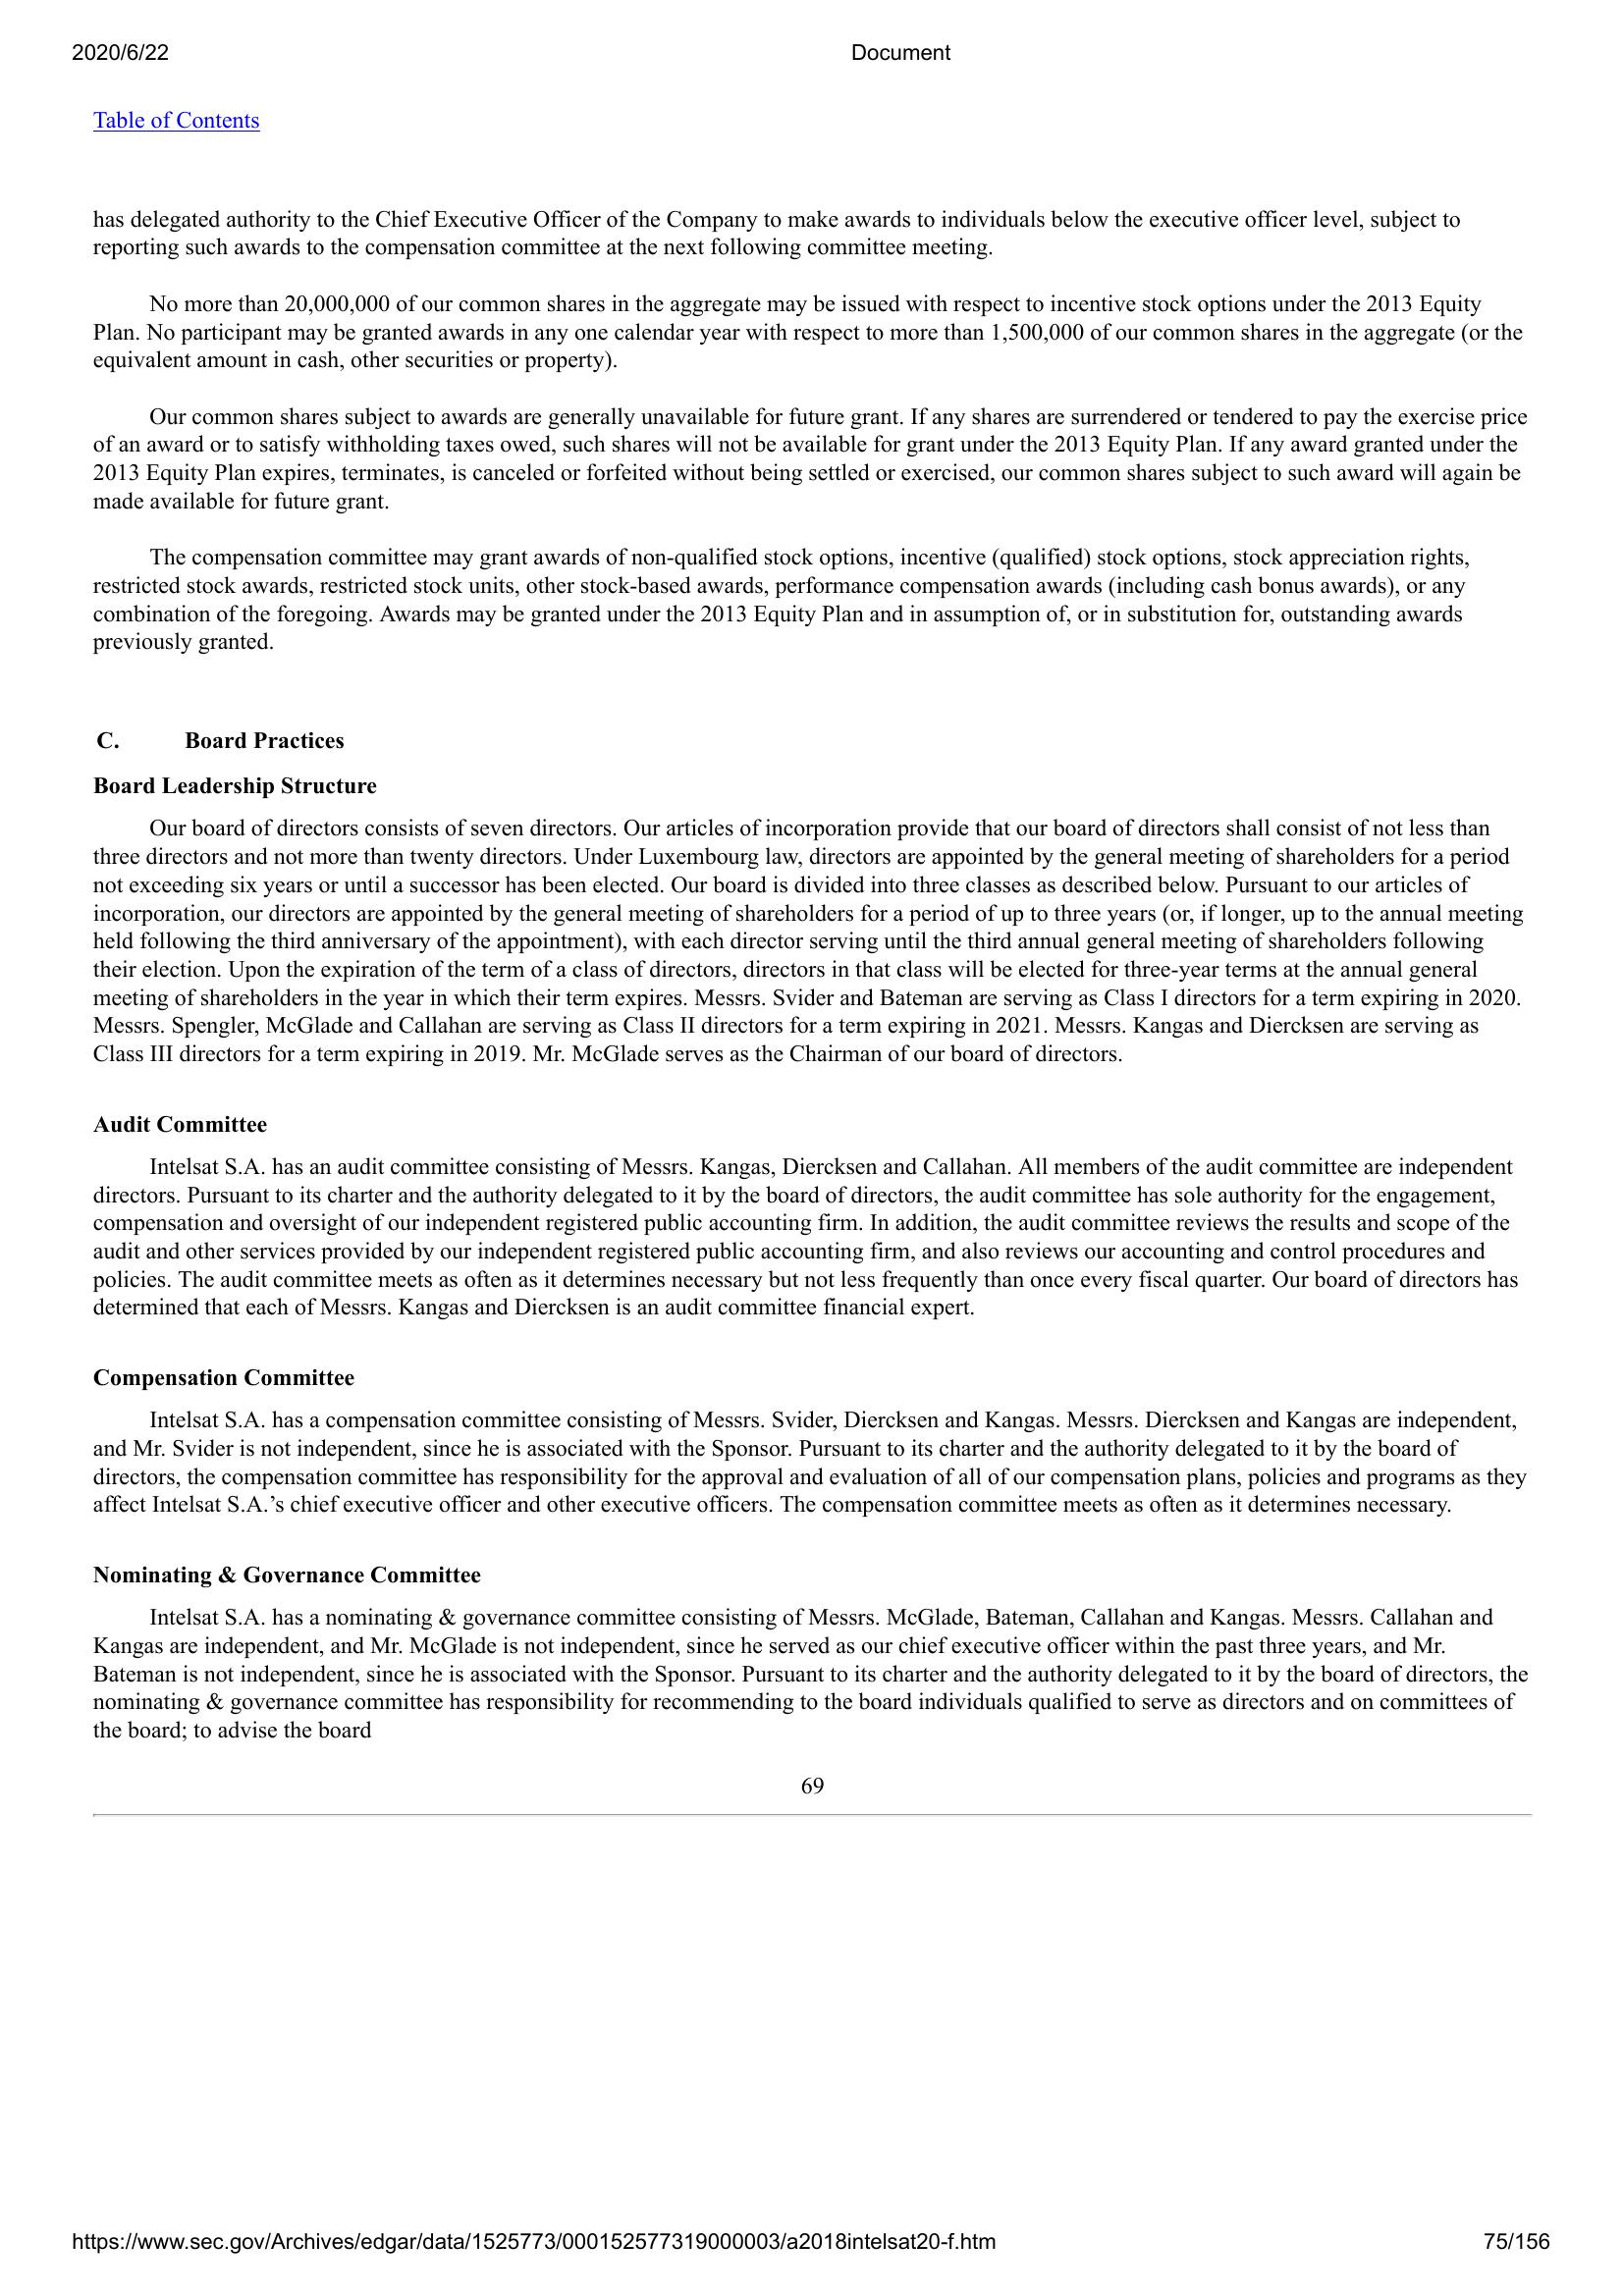 2020/6/22
Document
Table of Contents
has delegated authority to the Chief Executive Officer of the Company to make awards to individuals below the executive officer level, subject to
reporting such awards to the compensation committee at the next following committee meeting.
No more than 20,000,000 of our common shares in the aggregate may be issued with respect to incentive stock options under the 2013 Equity
Plan. No participant may be granted awards in any one calendar year with respect to more than 1,500,000 of our common shares in the aggregate (or the
equivalent amount in cash, other securities or property).
Our common shares subject to awards are generally unavailable for future grant. If any shares are surrendered or tendered to pay the exercise price
of an award or to satisfy withholding taxes owed, such shares will not be available for grant under the 2013 Equity Plan. If any award granted under the
2013 Equity Plan expires, terminates, is canceled or forfeited without being settled or exercised, our common shares subject to such award will again be
made available for future grant.
The compensation committee may grant awards of non-qualified stock options, incentive (qualified) stock options, stock appreciation rights,
restricted stock awards, restricted stock units, other stock-based awards, performance compensation awards (including cash bonus awards), or any
combination of the foregoing. Awards may be granted under the 2013 Equity Plan and in assumption of, or in substitution for, outstanding awards
previously granted.
C. Board Practices
Board Leadership Structure
Our board of directors consists of seven directors. Our articles of incorporation provide that our board of directors shall consist of not less than
three directors and not more than twenty directors. Under Luxembourg law, directors are appointed by the general meeting of shareholders for a period
not exceeding six years or until a successor has been elected. Our board is divided into three classes as described below. Pursuant to our articles of
incorporation, our directors are appointed by the general meeting of shareholders for a period of up to three years (or, if longer, up to the annual meeting
held following the third anniversary of the appointment), with each director serving until the third annual general meeting of shareholders following
their election. Upon the expiration of the term of a class of directors, directors in that class will be elected for three-year terms at the annual general
meeting of shareholders in the year in which their term expires. Messrs. Svider and Bateman are serving as Class I directors for a term expiring in 2020.
Messrs. Spengler, McGlade and Callahan are serving as Class II directors for a term expiring in 2021. Messrs. Kangas and Diercksen are serving as
Class III directors for a term expiring in 2019. Mr. McGlade serves as the Chairman of our board of directors.
Audit Committee
Intelsat S.A. has an audit committee consisting of Messrs. Kangas, Diercksen and Callahan. All members of the audit committee are independent
directors. Pursuant to its charter and the authority delegated to it by the board of directors, the audit committee has sole authority for the engagement,
compensation and oversight of our independent registered public accounting firm. In addition, the audit committee reviews the results and scope of the
audit and other services provided by our independent registered public accounting firm, and also reviews our accounting and control procedures and
policies. The audit committee meets as often as it determines necessary but not less frequently than once every fiscal quarter. Our board of directors has
determined that each of Messrs. Kangas and Diercksen is an audit committee financial expert.
Compensation Committee
Intelsat S.A. has a compensation committee consisting of Messrs. Svider, Diercksen and Kangas. Messrs. Diercksen and Kangas are independent,
and Mr. Svider is not independent, since he is associated with the Sponsor. Pursuant to its charter and the authority delegated to it by the board of
directors, the compensation committee has responsibility for the approval and evaluation of all of our compensation plans, policies and programs as they
affect Intelsat S.A.’s chief executive officer and other executive officers. The compensation committee meets as often as it determines necessary.
Nominating & Governance Committee
Intelsat S.A. has a nominating & governance committee consisting of Messrs. McGlade, Bateman, Callahan and Kangas. Messrs. Callahan and
Kangas are independent, and Mr. McGlade is not independent, since he served as our chief executive officer within the past three years, and Mr.
Bateman is not independent, since he is associated with the Sponsor. Pursuant to its charter and the authority delegated to it by the board of directors, the
nominating & governance committee has responsibility for recommending to the board individuals qualified to serve as directors and on committees of
the board; to advise the board
69
https://www.sec.gov/Archives/edgar/data/1525773/000152577319000003/a2018intelsat20-f.htm
75/156